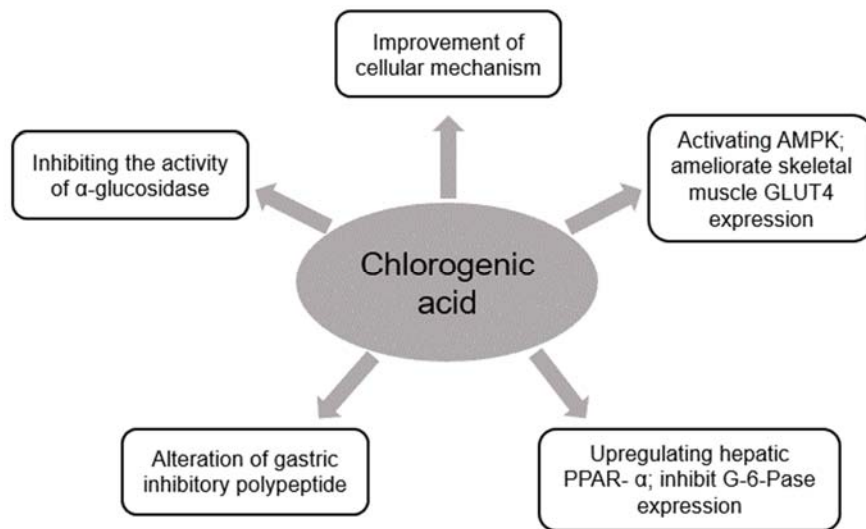 Improvement of
cellular mechanism
Inhibiting the activity
of α-glucosidase
Activating AMPK;
ameliorate skeletal
muscle GLUT4
expression
Chlorogenic
acid
Alteration of gastric
inhibitory polypeptide
Upregulating hepatic
PPAR- α; inhibit G-6-Pase
expression